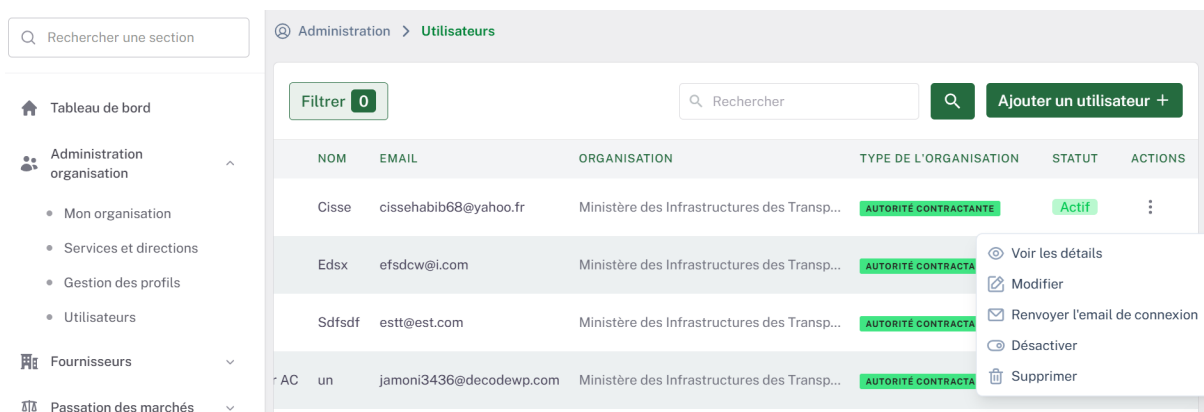 Rechercher une section
Administration > Utilisateurs
Filtrer 0
Rechercher
Ajouter un utilisateur +
Tableau de bord
Administration
organisation
Mon organisation
Services et directions
Gestion des profils
Utilisateurs
Fournisseurs
Passation des marchés
NOM EMAIL ORGANISATION TYPE DE L'ORGANISATION STATUT ACTIONS
Cisse cissehabib68@yahoo.fr Ministère des Infrastructures des Transp... AUTORITÉ CONTRACTANTE Actif
Edsx efsdcw@i.com Ministère des Infrastructures des Transp... AUTORITÉ CONTRACTA
Sdfsdf estt@est.com Ministère des Infrastructures des Transp... AUTORITÉ CONTRACTA
r AC un jamoni3436@decodewp.com Ministère des Infrastructures des Transp... AUTORITÉ CONTRACTA
Voir les détails
Modifier
Renvoyer l'email de connexion
Désactiver
Supprimer